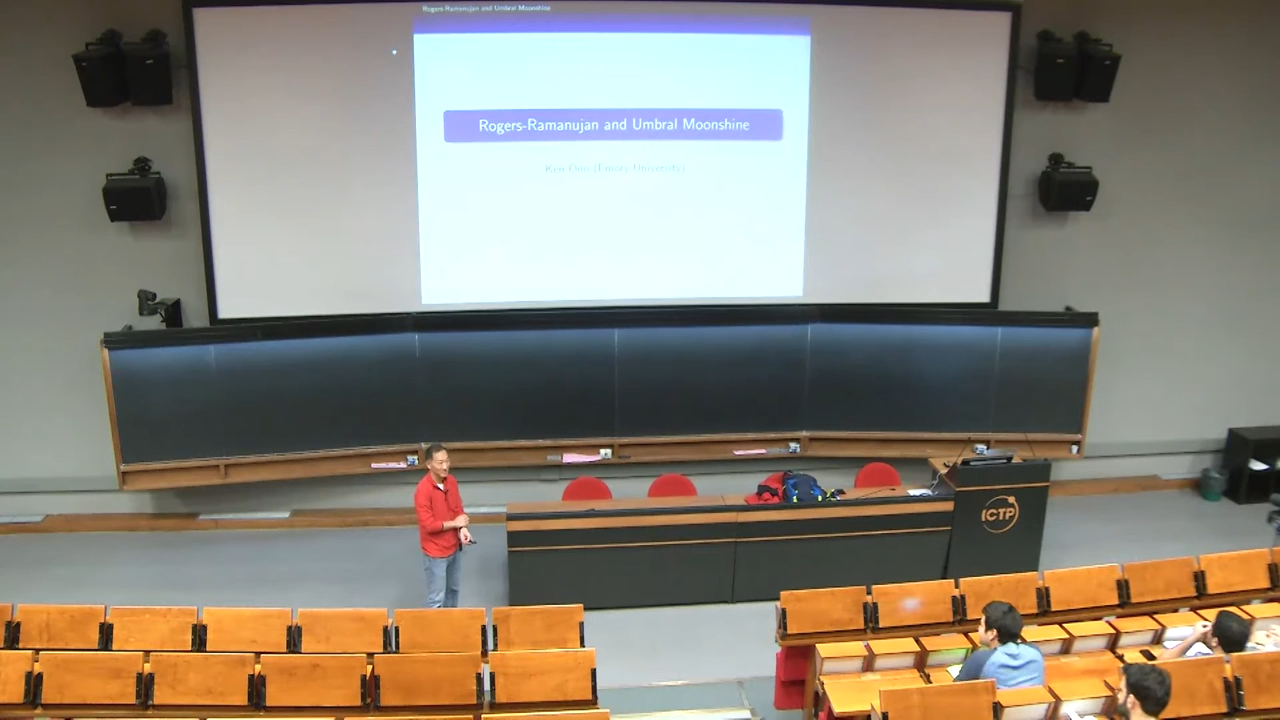 Rogers-Ramanujan and Umbral Moonshine
Rogers-Ramanujan and Umbral Moonshine
Ken Ono (Emory University)
ICTP